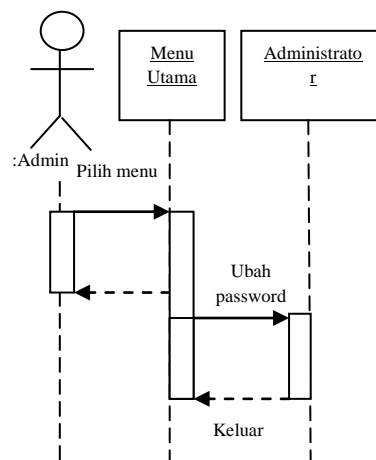 Menu
Utama
Administrato
r
:Admin
Pilih menu
Ubah
password
Keluar